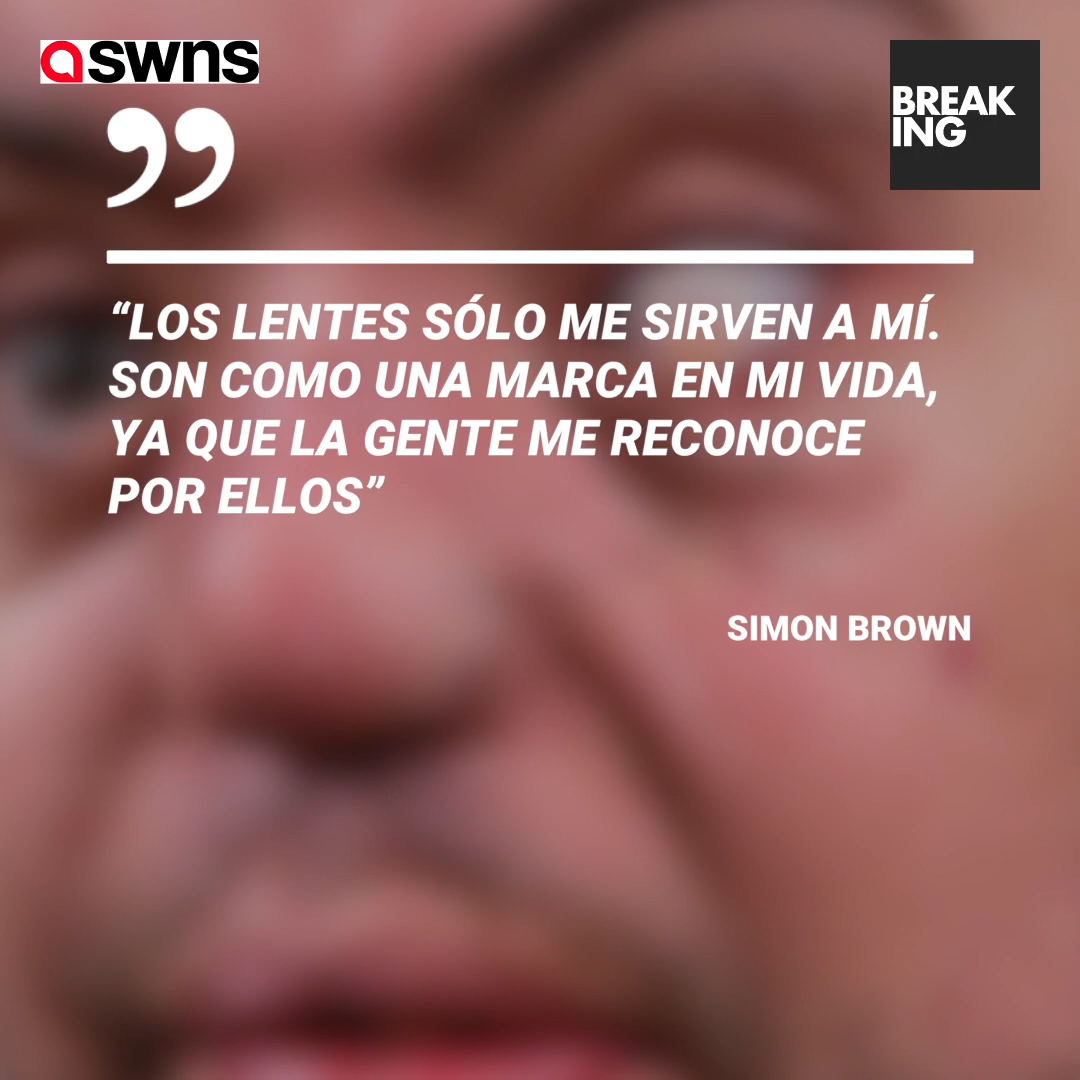 swns
BREAK
ING
”
“LOS LENTES SÓLO ME SIRVEN A MÍ.
SON COMO UNA MARCA EN MI VIDA,
YA QUE LA GENTE ME RECONOCE
POR ELLOS”
SIMON BROWN